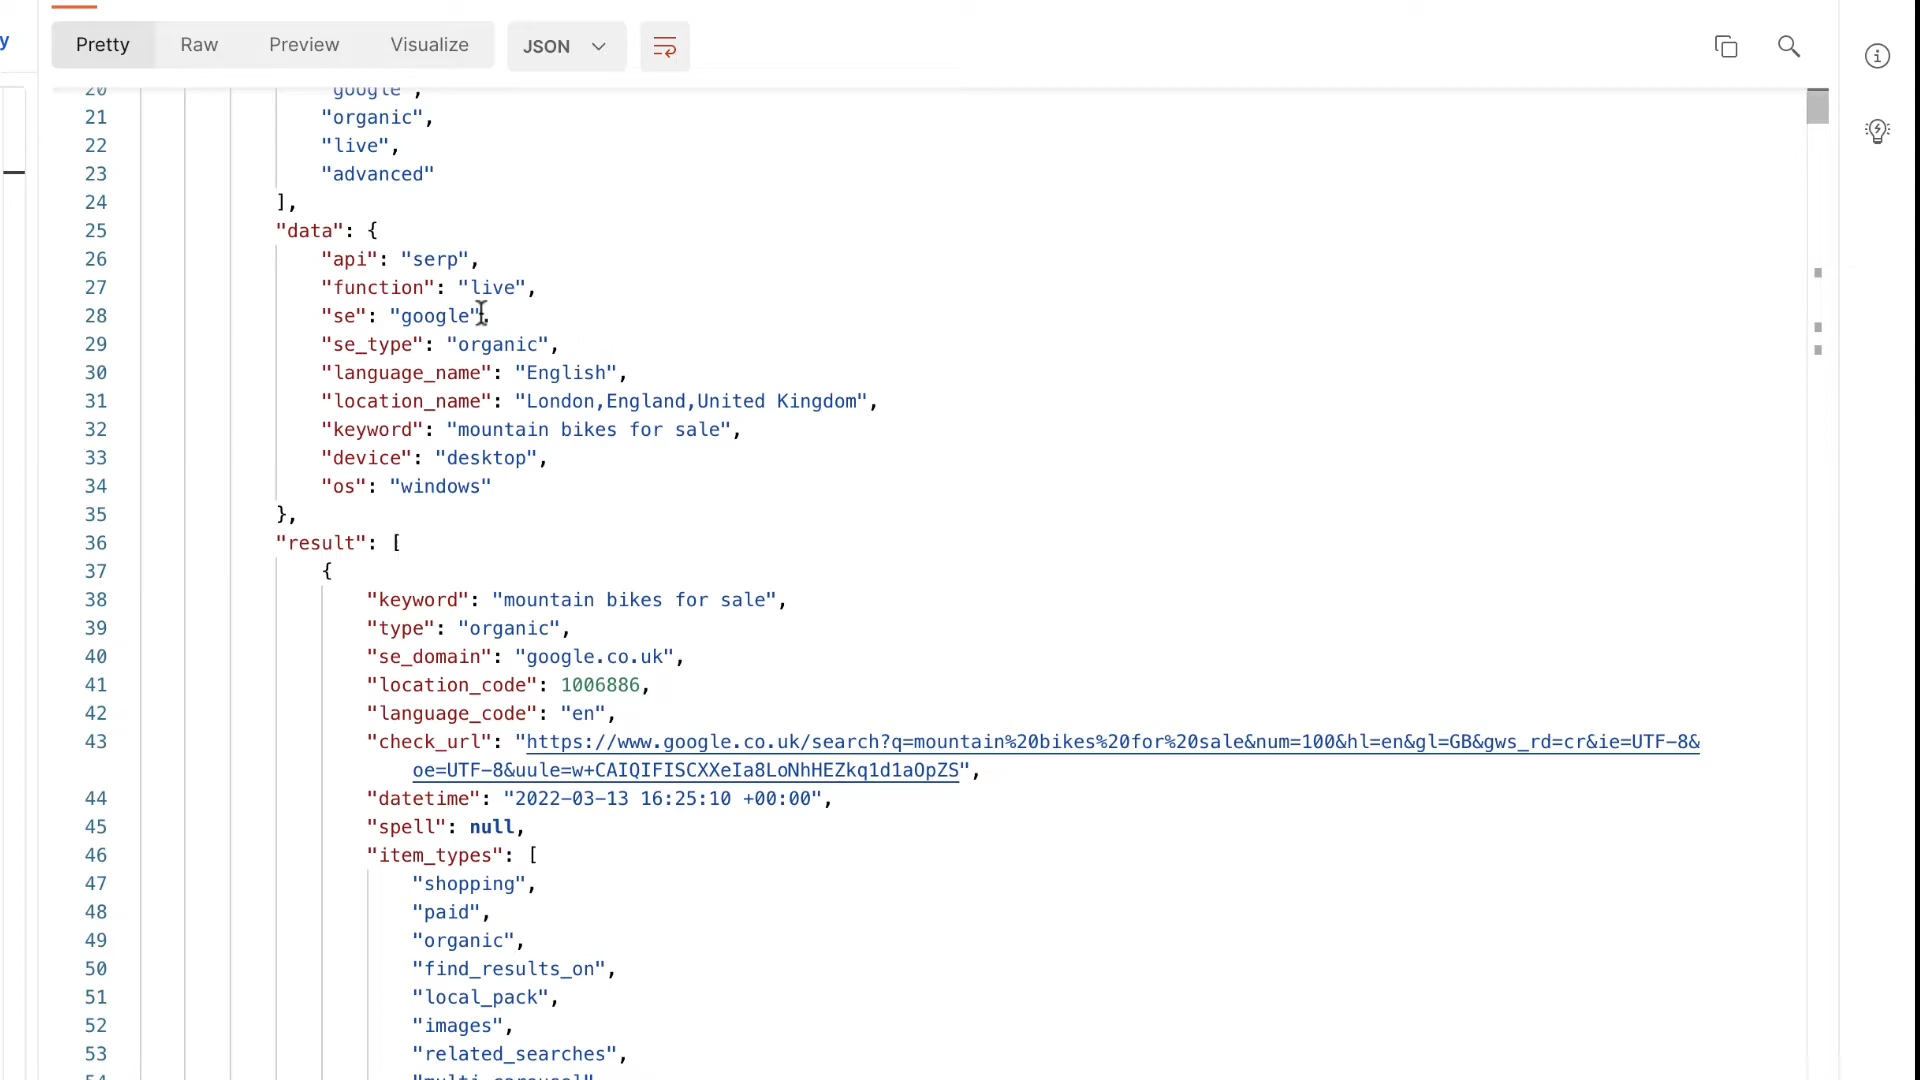 y
Pretty Raw Preview Visualize JSON
20 "google",
21 "organic",
22 "live",
23 "advanced"
24 ],
25 "data": {
26 "api": "serp",
27 "function": "live",
28 "se": "google",
29 "se_type": "organic",
30 "language_name": "English",
31 "location_name": "London,England,United Kingdom",
32 "keyword": "mountain bikes for sale",
33 "device": "desktop",
34 "os": "windows"
35 },
36 "result": [
37 {
38 "keyword": "mountain bikes for sale",
39 "type": "organic",
40 "se_domain": "google.co.uk",
41 "location_code": 1006886,
42 "language_code": "en",
43 "check_url": "https://www.google.co.uk/search?q=mountain%20bikes%20for%20sale&num=100&hl=en&gl=GB&gws_rd=cr&ie=UTF-8&
oe=UTF-8&uule=w+CAIQIFISCXXeIa8LoNhHEZkq1d1aOpZS",
44 "datetime": "2022-03-13 16:25:10 +00:00",
45 "spell": null,
46 "item_types": [
47 "shopping",
48 "paid",
49 "organic",
50 "find_results_on",
51 "local_pack",
52 "images",
53 "related_searches",
54 "multi_carousel"